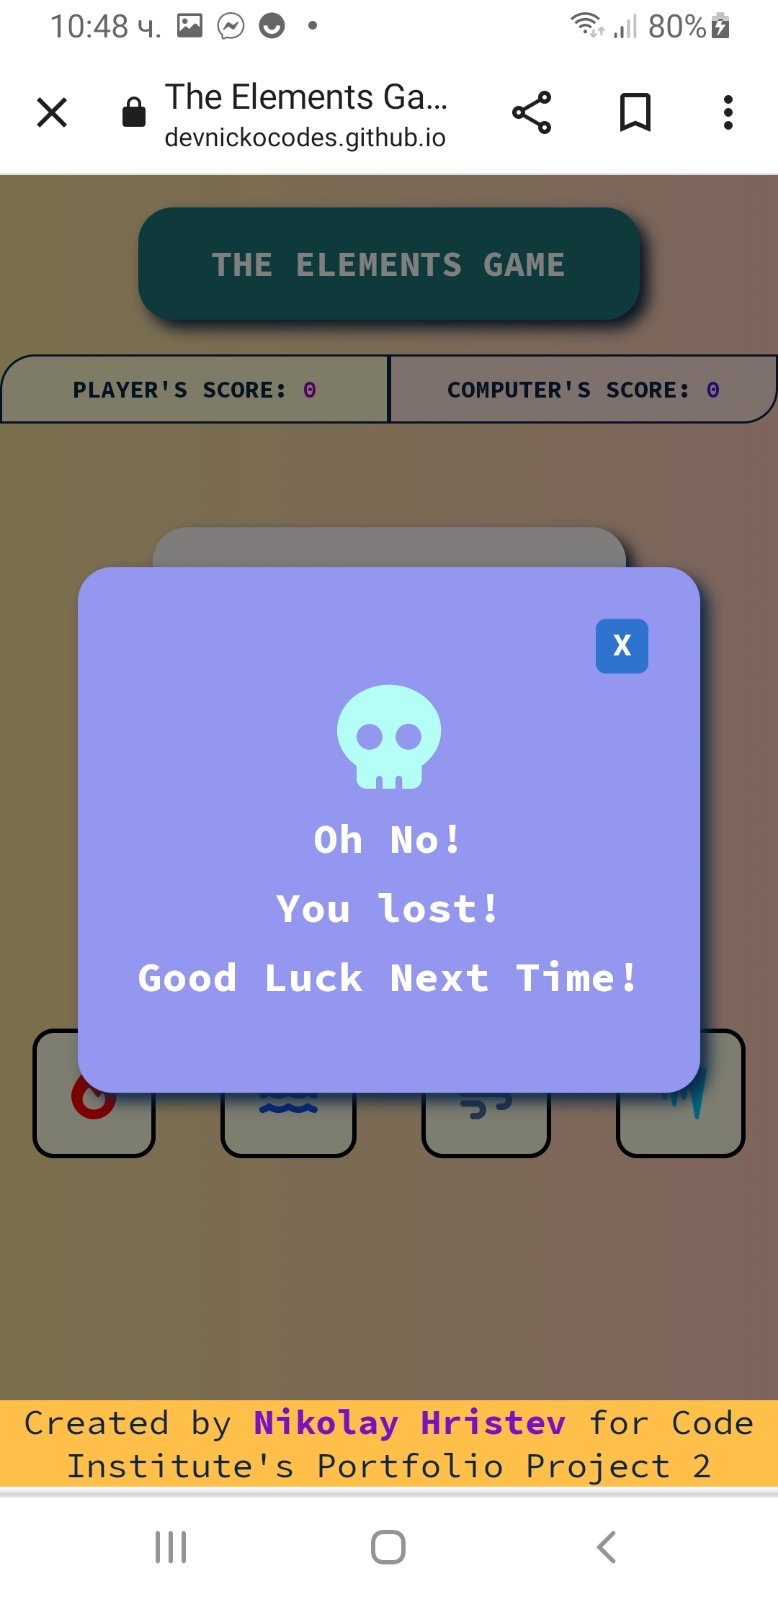 10:48 ч.
80%
The Elements Ga...
devnickocodes.github.io
THE ELEMENTS GAME
PLAYER'S SCORE: 0
COMPUTER'S SCORE: 0
X
Oh No!
You lost!
Good Luck Next Time!
Created by Nikolay Hristev for Code
Institute's Portfolio Project 2